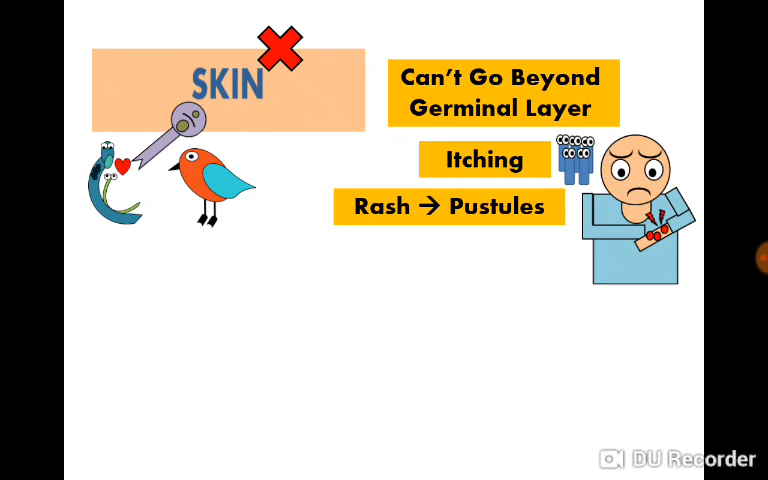 SKIN
Can't Go Beyond
Germinal Layer
Itching
Rash → Pustules
DU Recorder